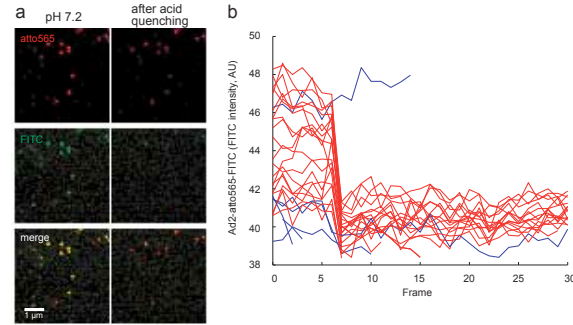 a
pH 7.2
after acid
quenching
atto565
FITC
merge
1 µm
b
Ad2-atto565-FITC (FITC intensity, AU)
50
48
46
44
42
40
38
0
5
10
15
20
25
30
Frame